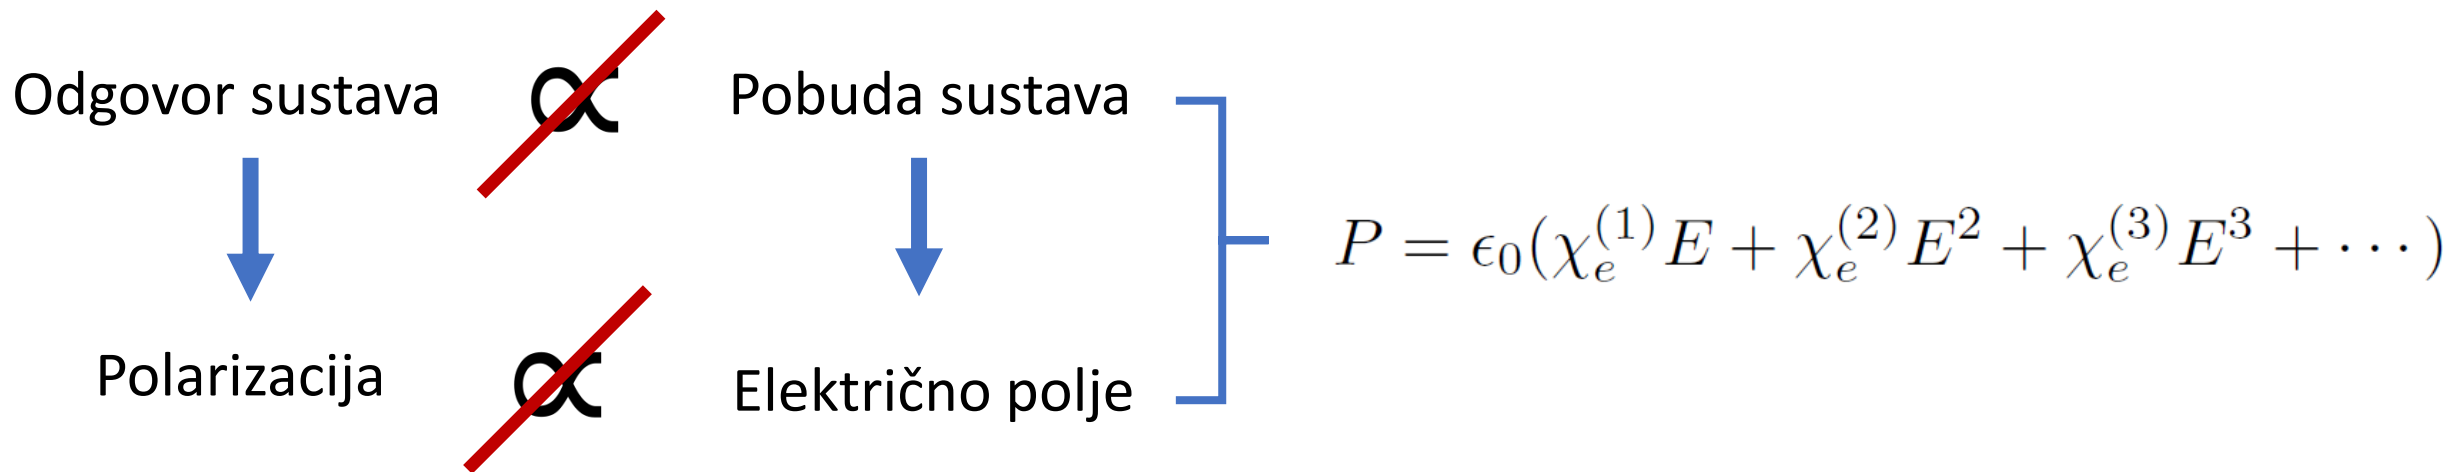 Odgovor sustava ∝ Pobuda sustava
P = ϵ₀(χₑ⁽¹⁾E + χₑ⁽²⁾E² + χₑ⁽³⁾E³ + ···)
Polarizacija ∝ Električno polje